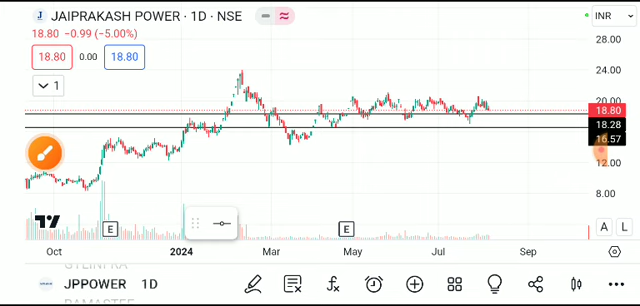 J JAIPRAKASH POWER · 1D · NSE
INR
18.80 −0.99 (−5.00%)
18.80 0.00 18.80
1
28.00
24.00
20.00
18.80
18.28
16.57
12.00
8.00
E E
A L
Oct 2024 Mar May Jul Sep
JPPOWER 1D